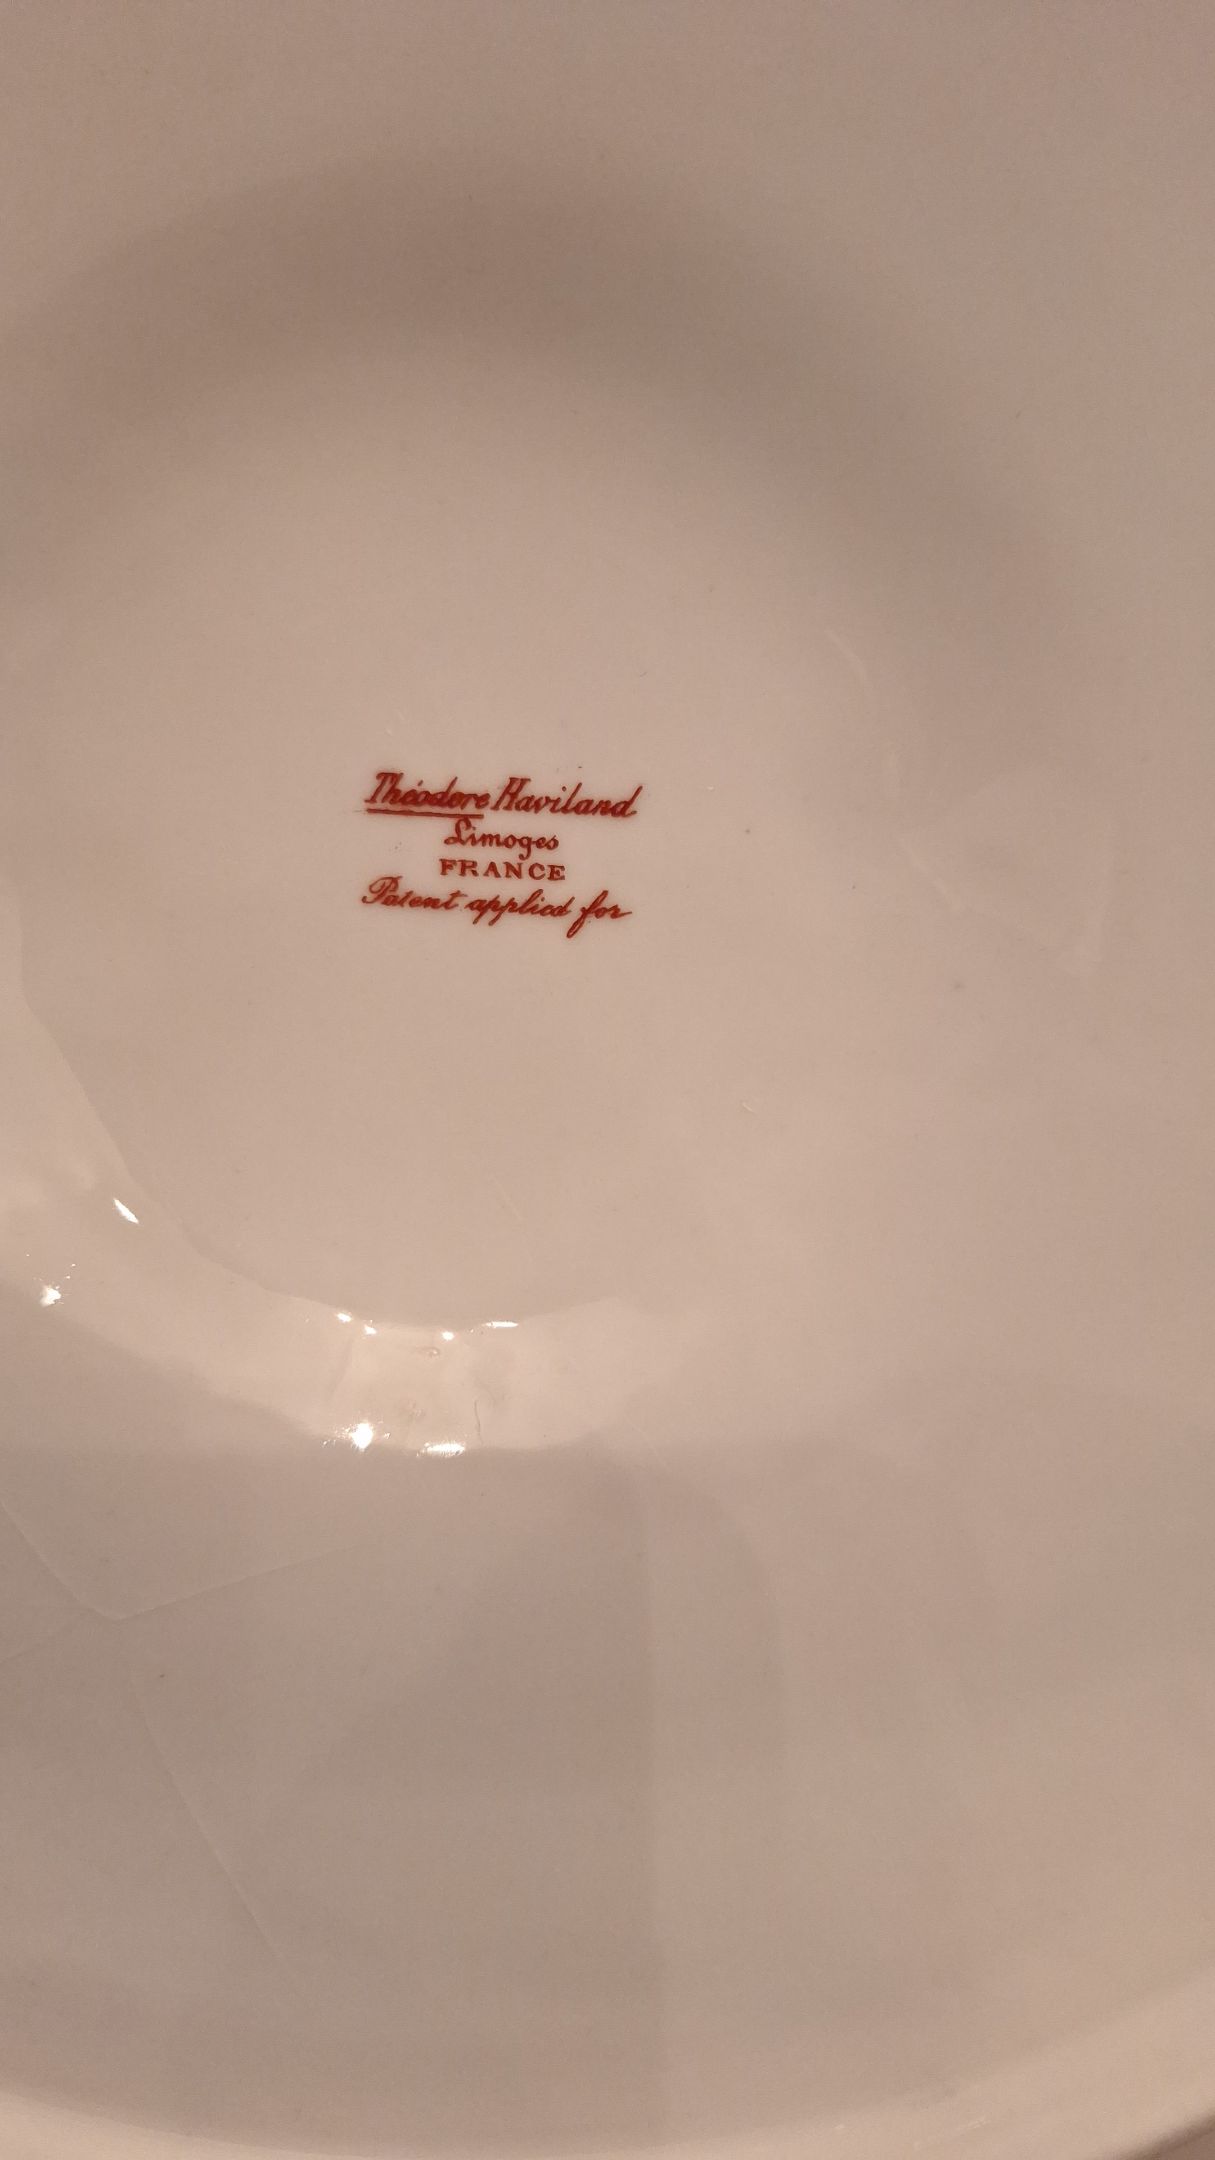 Théodore Haviland
Limoges
FRANCE
Patent applied for